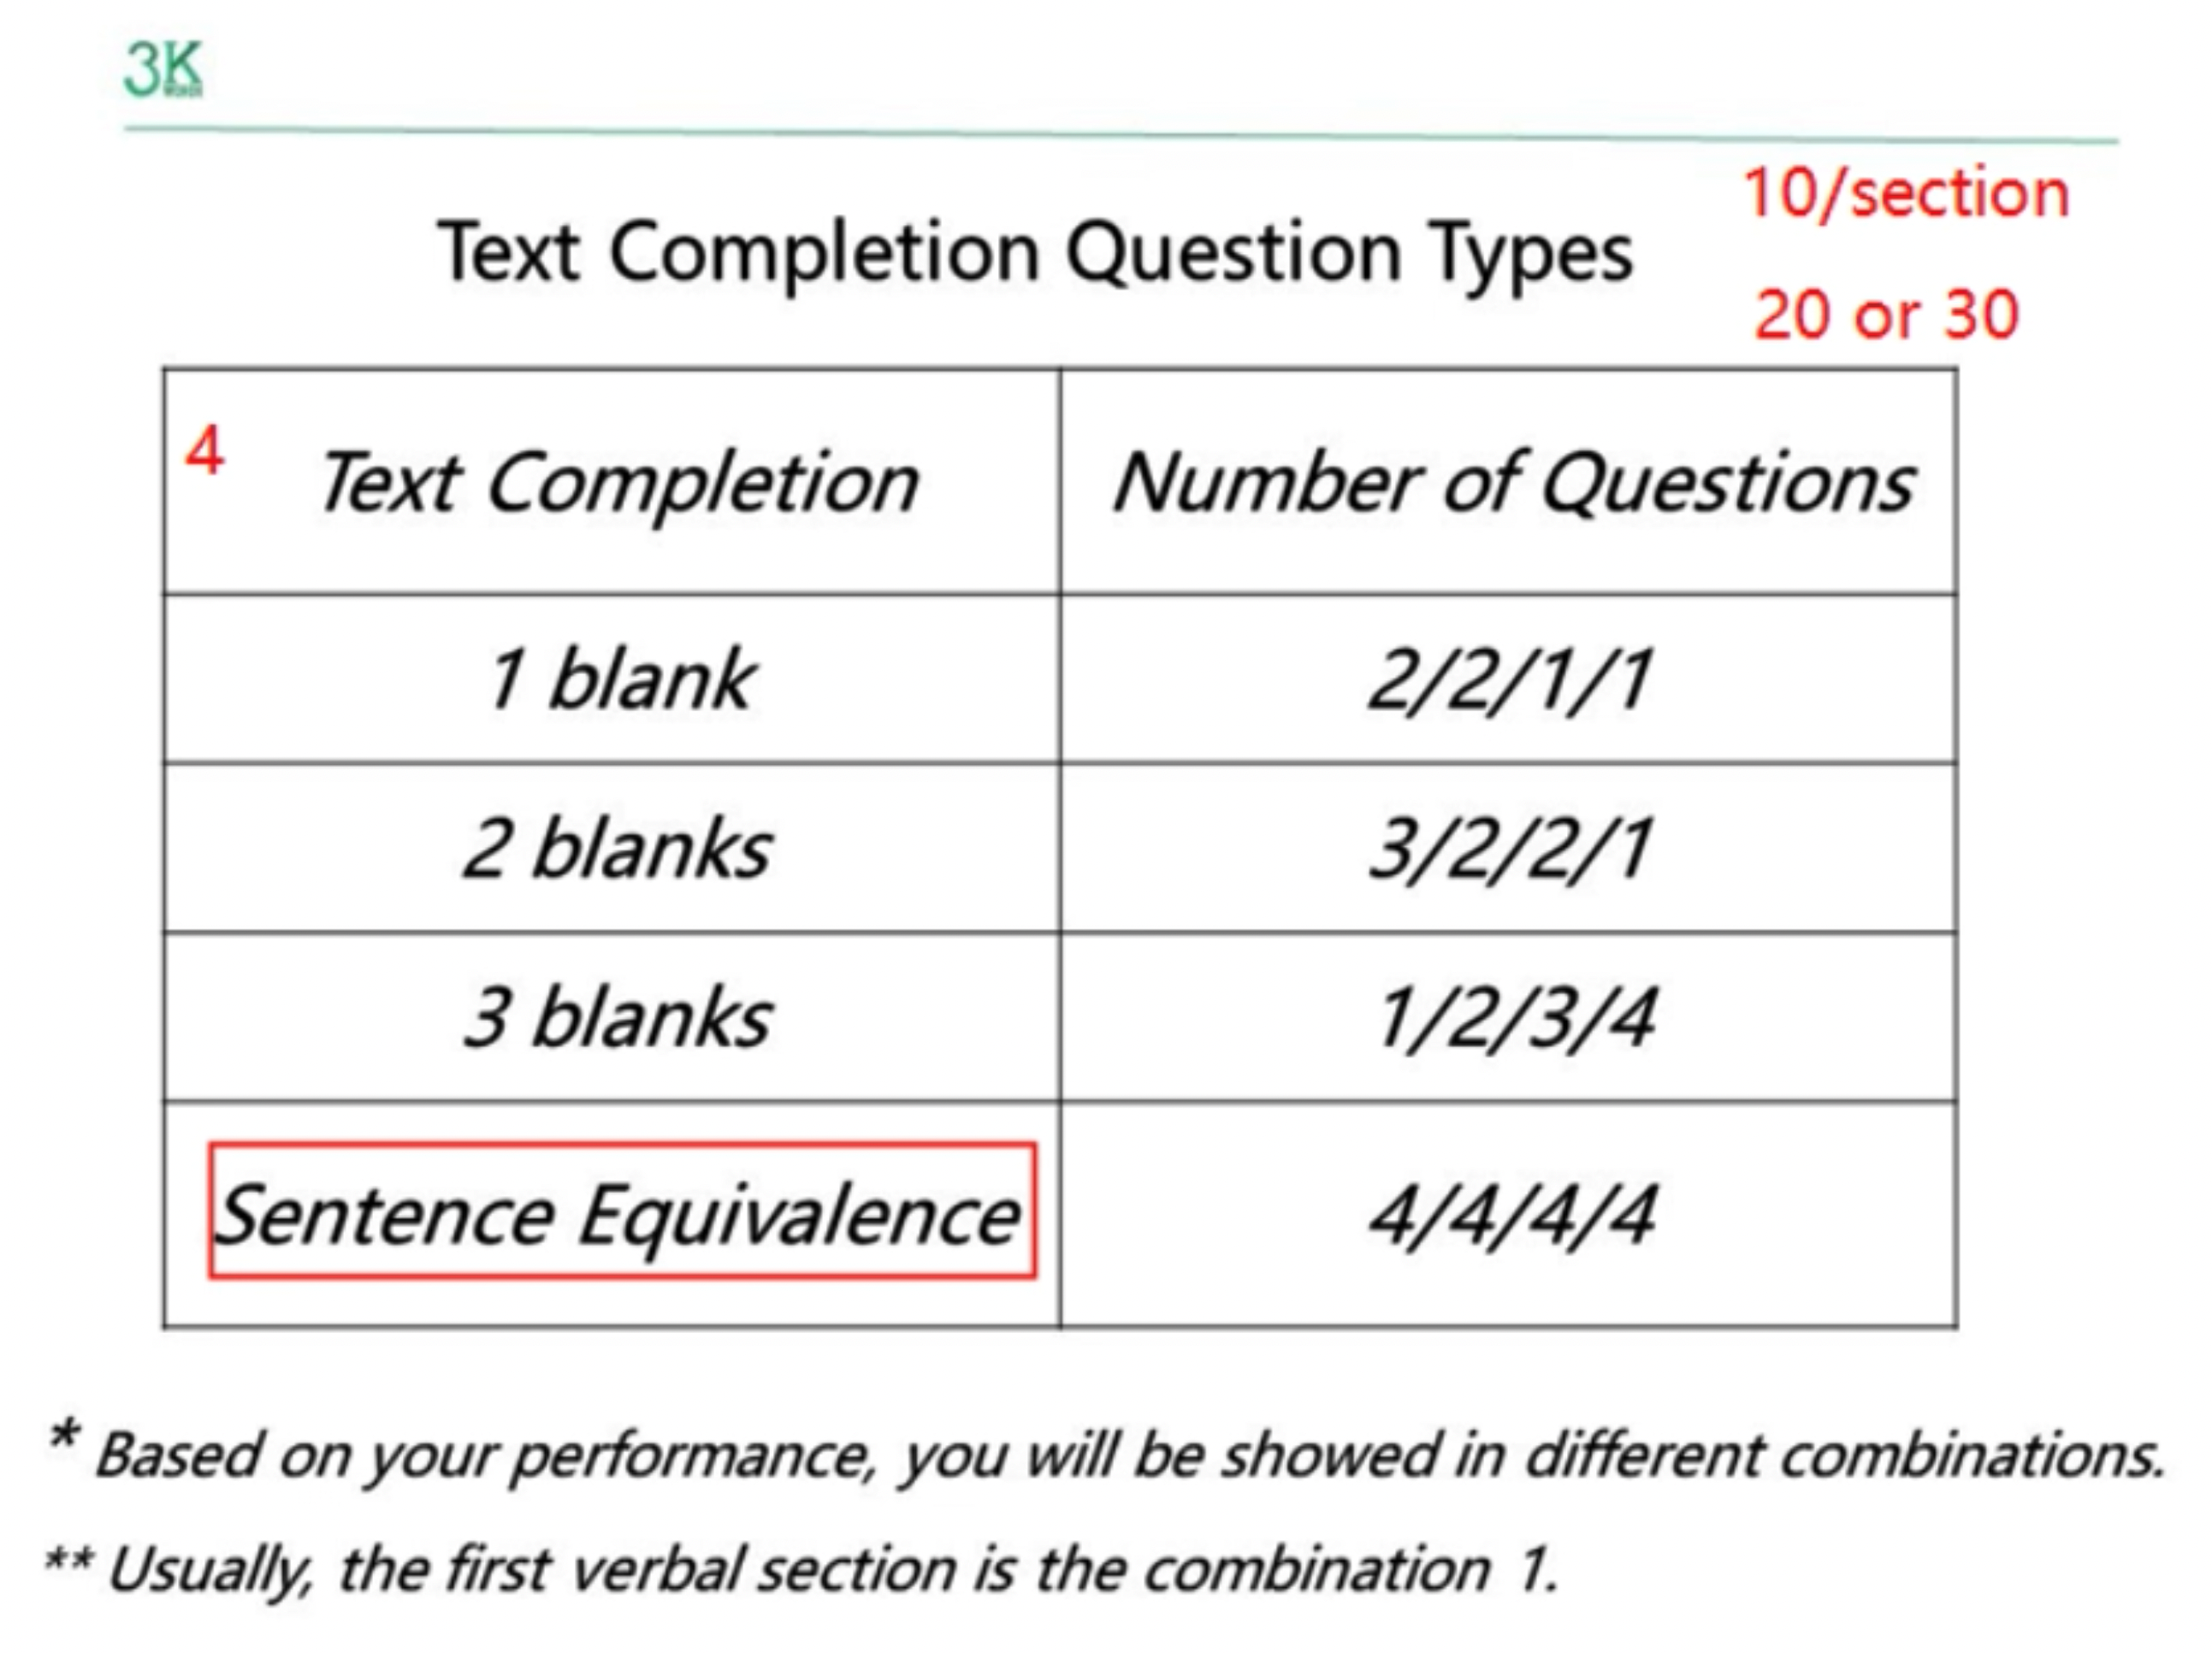 3K
10/section
Text Completion Question Types
20 or 30
4
Text Completion Number of Questions
1 blank 2/2/1/1
2 blanks 3/2/2/1
3 blanks 1/2/3/4
Sentence Equivalence 4/4/4/4
* Based on your performance, you will be showed in different combinations.
** Usually, the first verbal section is the combination 1.